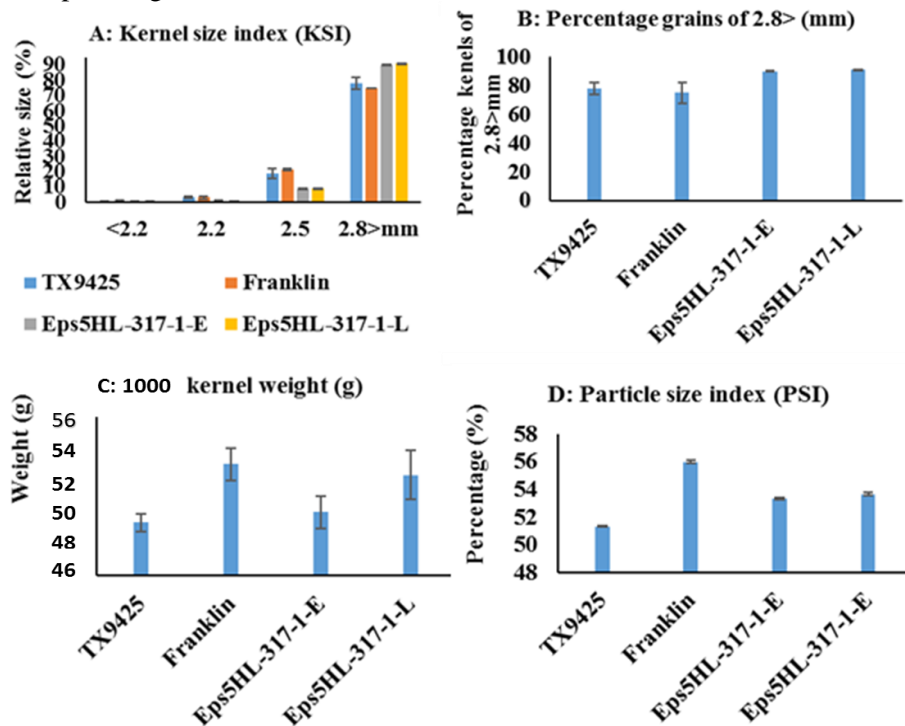 A: Kernel size index (KSI)
Relative size (%)
90
80
70
60
50
40
30
20
10
0
<2.2 2.2 2.5 2.8>mm
TX9425 Franklin
Eps5HL-317-1-E Eps5HL-317-1-L
B: Percentage grains of 2.8> (mm)
Percentage kenels of
2.8>mm
100
80
60
40
20
0
TX9425
Franklin
Eps5HL-317-1-E
Eps5HL-317-1-L
C: 1000 kernel weight (g)
Weight (g)
56
54
52
50
48
46
TX9425
Franklin
Eps5HL-317-1-E
Eps5HL-317-1-L
D: Particle size index (PSI)
Percentage (%)
58
56
54
52
50
48
TX9425
Franklin
Eps5HL-317-1-E
Eps5HL-317-1-E